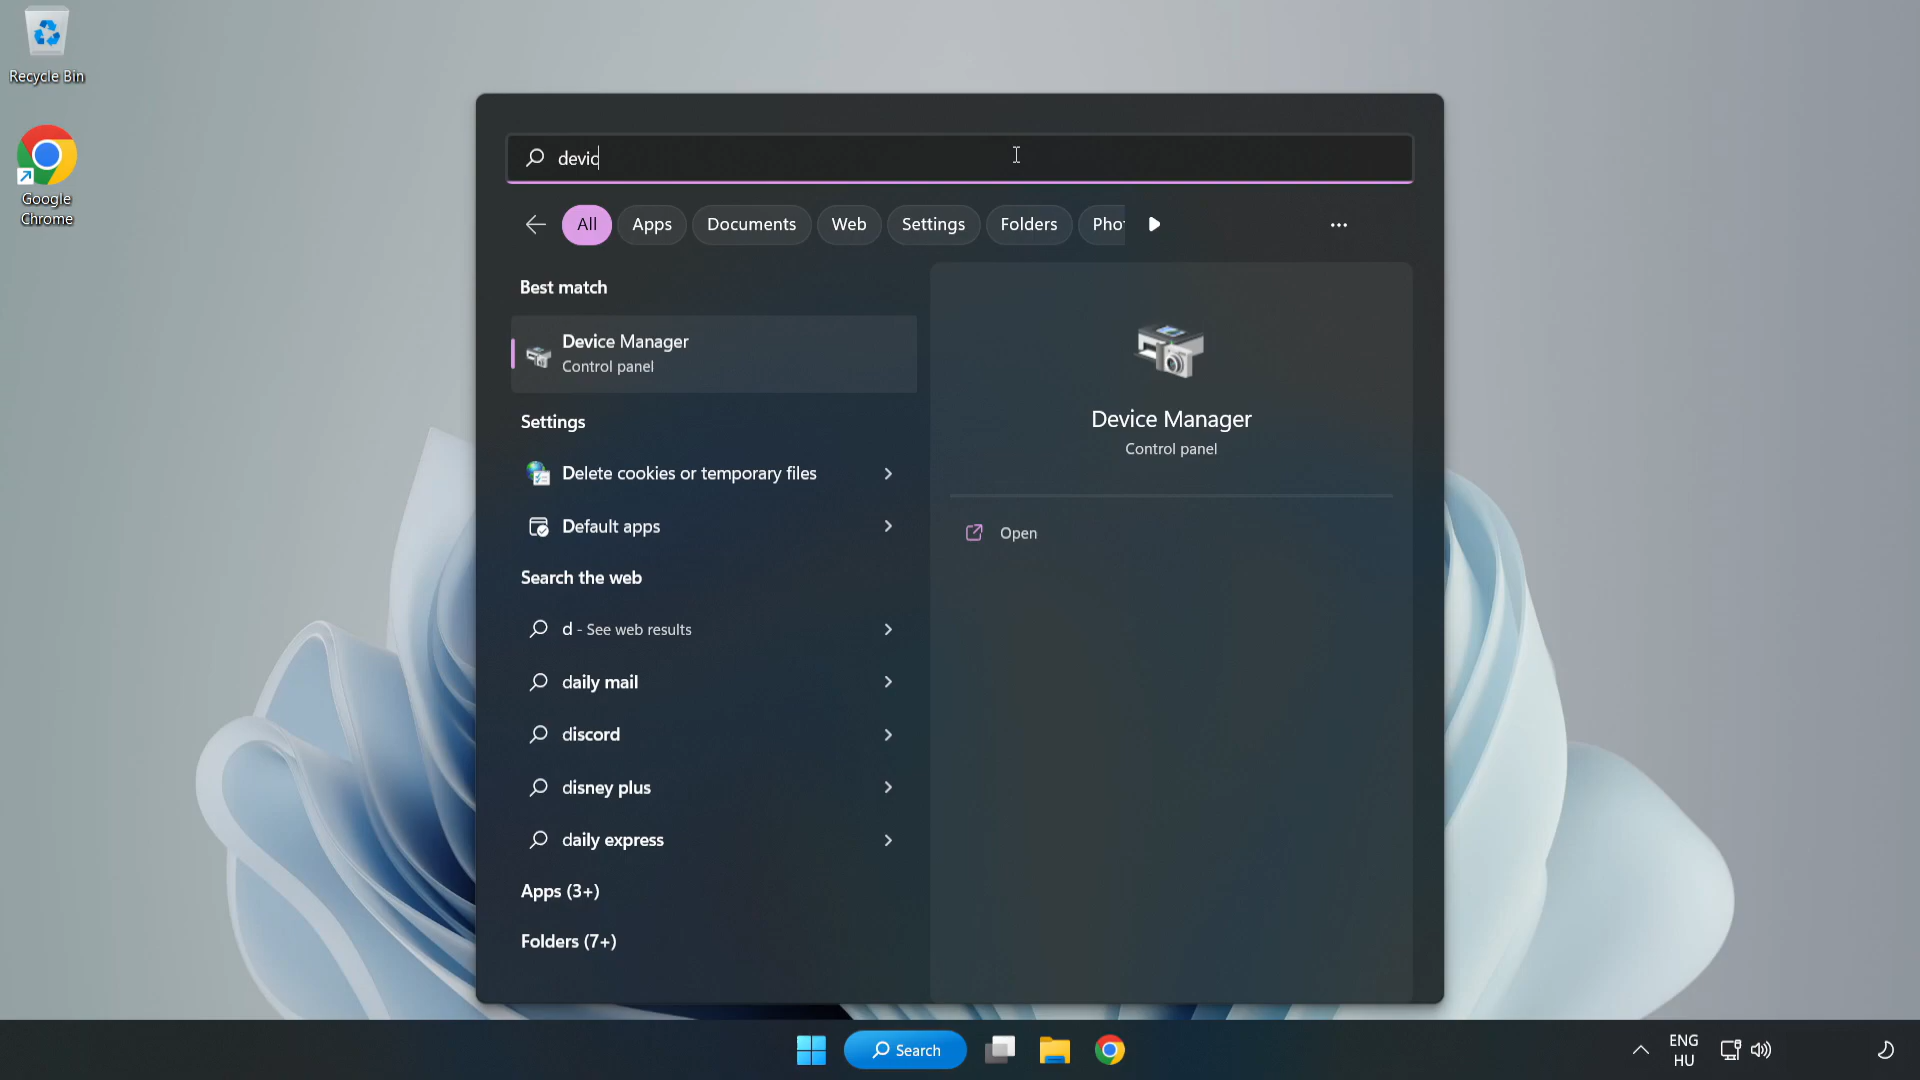 Recycle Bin
Google
Chrome
devic
All
Apps
Documents
Web
Settings
Folders
Pho
Best match
Device Manager
Control panel
Settings
Delete cookies or temporary files
Default apps
Search the web
d - See web results
daily mail
discord
disney plus
daily express
Apps (3+)
Folders (7+)
Device Manager
Control panel
Open
Search
ENG
HU